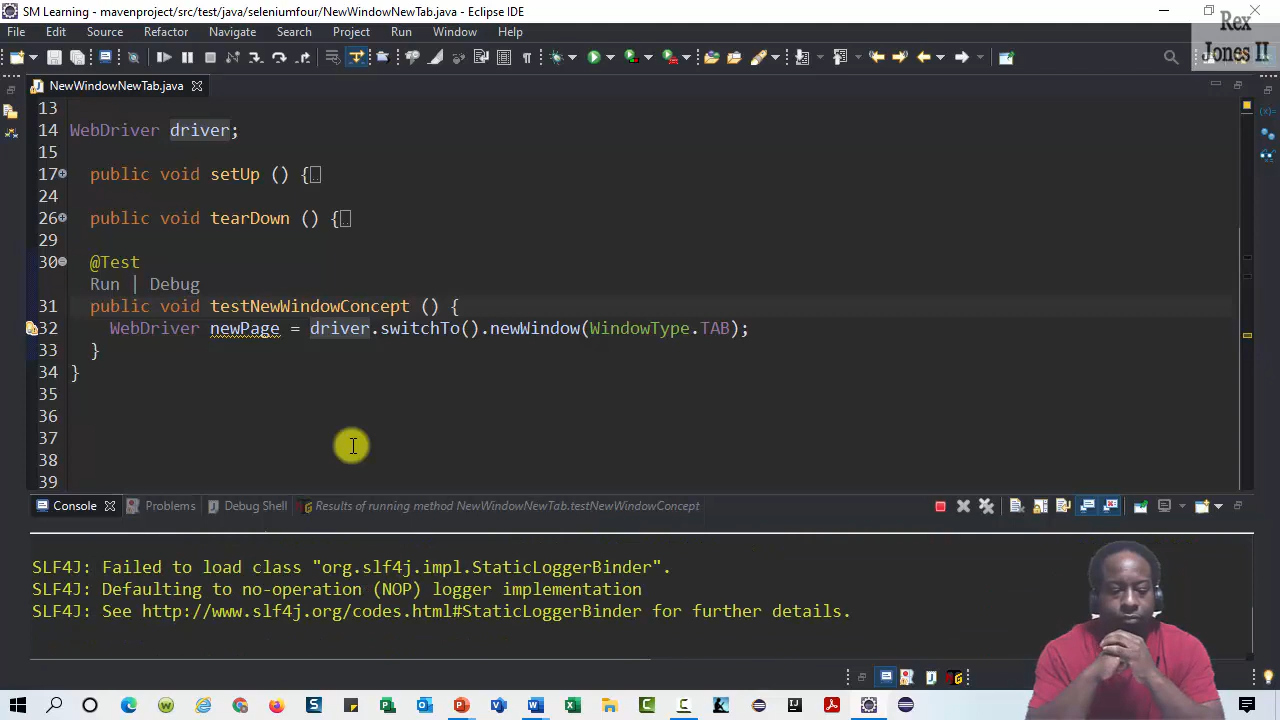 SM Learning - mavenproject/src/test/java/seleniumfour/NewWindowNewTab.java - Eclipse IDE
Rex
Jones II
File Edit Source Refactor Navigate Search Project Run Window Help
NewWindowNewTab.java
13
14 WebDriver driver;
15
17 public void setUp () {
24
26 public void tearDown () {
29
30 @Test
Run | Debug
31 public void testNewWindowConcept () {
32 WebDriver newPage = driver.switchTo().newWindow(WindowType.TAB);
33 }
34 }
35
36
37
38
39
Console Problems Debug Shell Results of running method NewWindowNewTab.testNewWindowConcept
SLF4J: Failed to load class "org.slf4j.impl.StaticLoggerBinder".
SLF4J: Defaulting to no-operation (NOP) logger implementation
SLF4J: See http://www.slf4j.org/codes.html#StaticLoggerBinder for further details.